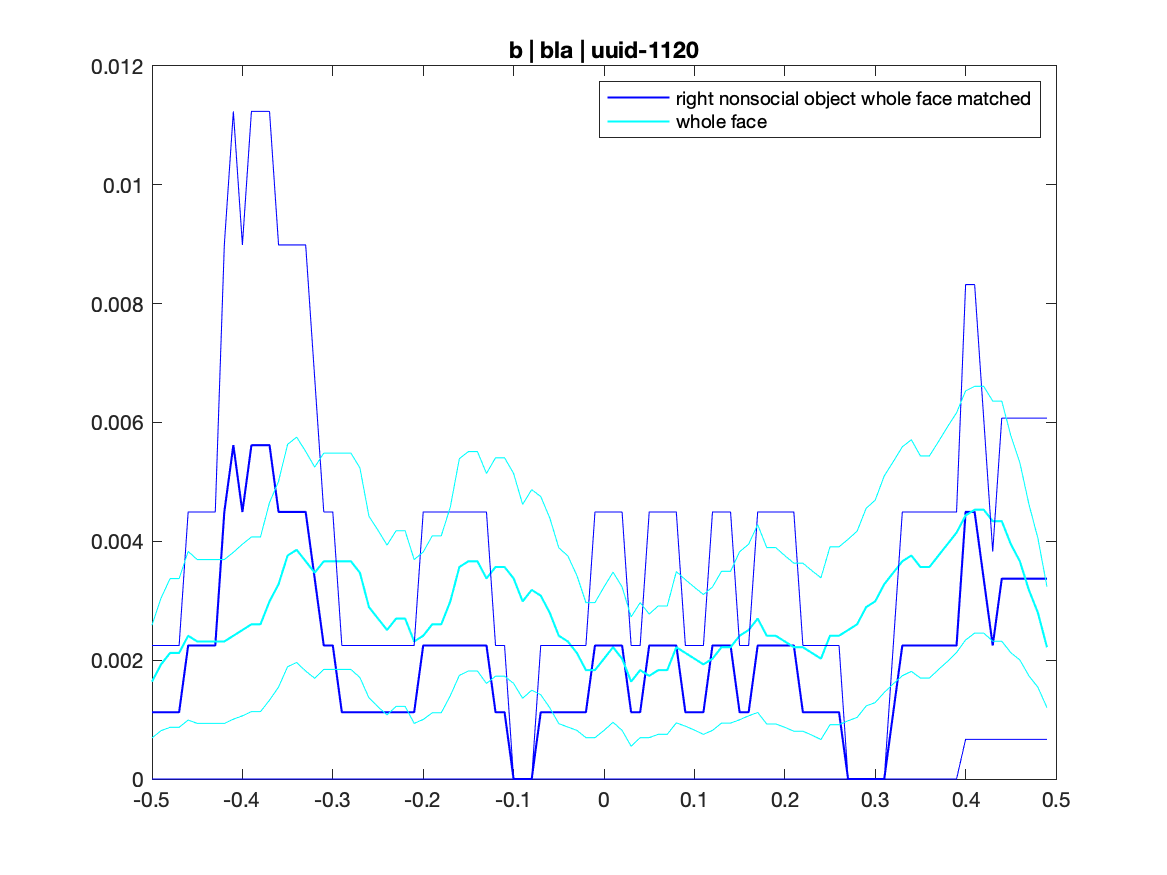 b | bla | uuid-1120
0.012
0.01
0.008
0.006
0.004
0.002
0
right nonsocial object whole face matched
whole face
-0.5 -0.4 -0.3 -0.2 -0.1 0 0.1 0.2 0.3 0.4 0.5